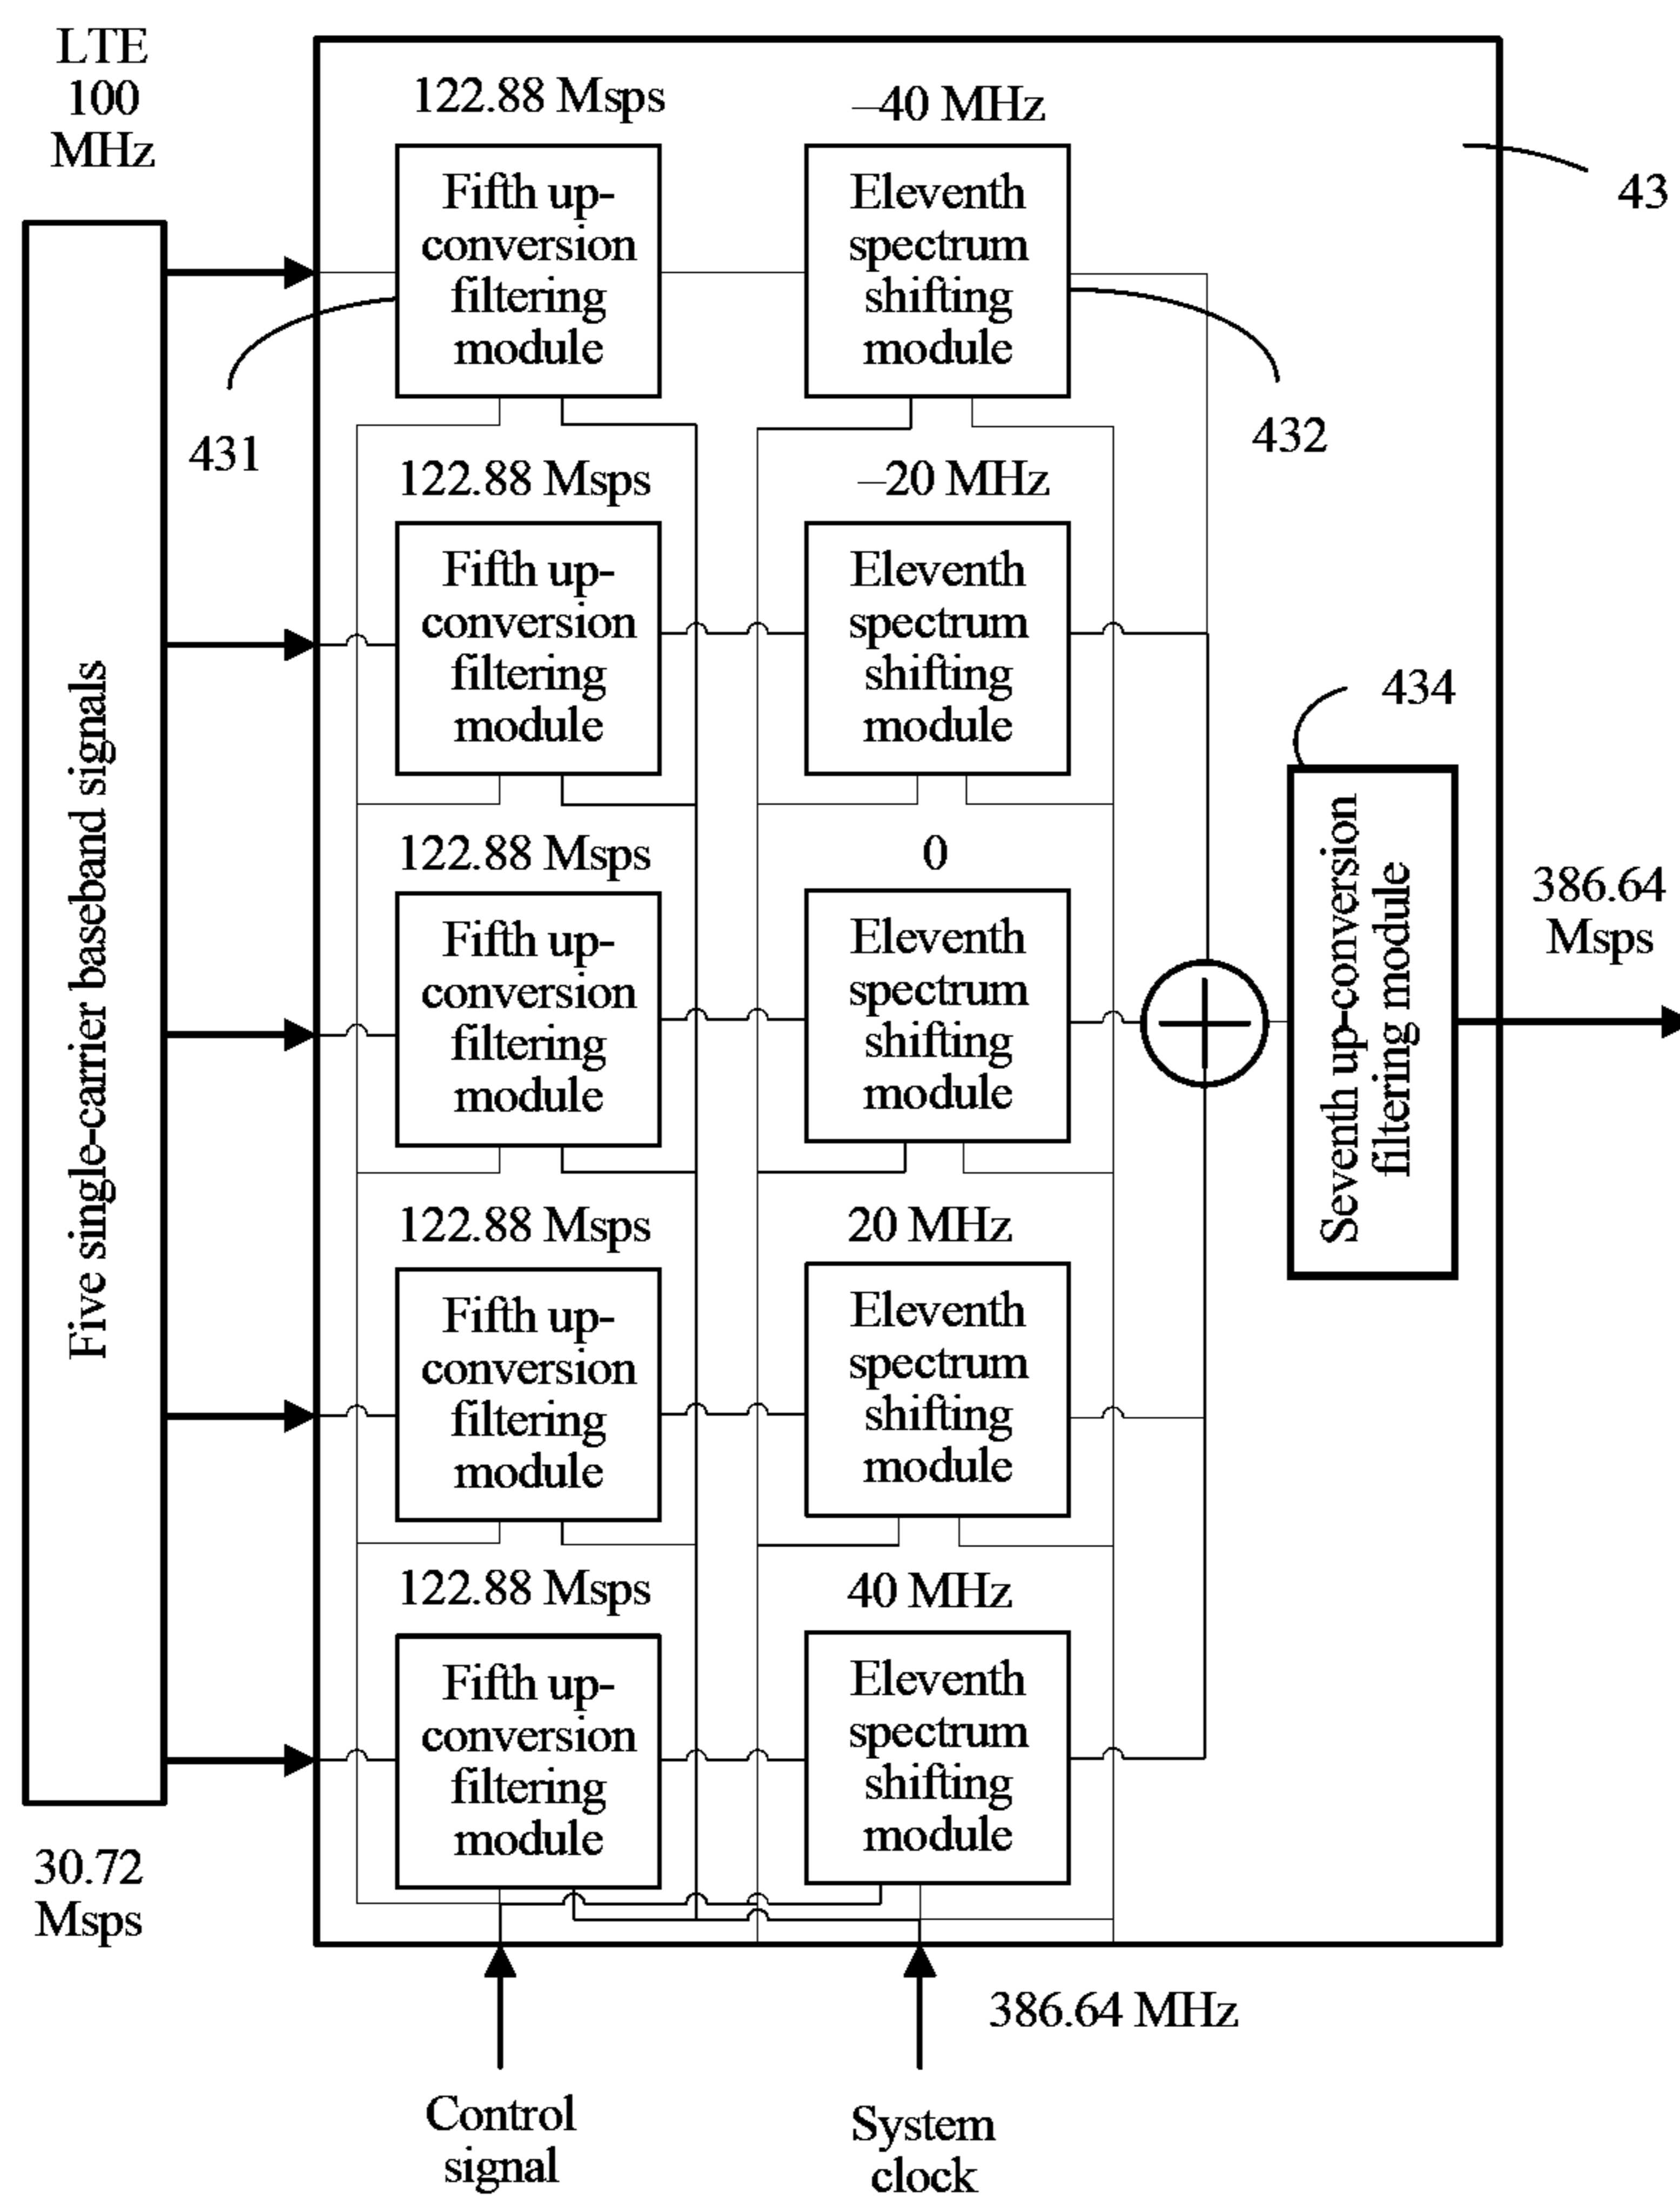 LTE
100
MHz
122.88 Msps
–40 MHz
Fifth up-
conversion
filtering
module
Eleventh
spectrum
shifting
module
43
431
432
122.88 Msps
–20 MHz
Fifth up-
conversion
filtering
module
Eleventh
spectrum
shifting
module
434
Five single-carrier baseband signals
122.88 Msps
0
Fifth up-
conversion
filtering
module
Eleventh
spectrum
shifting
module
Seventh up-conversion
filtering module
386.64
Msps
122.88 Msps
20 MHz
Fifth up-
conversion
filtering
module
Eleventh
spectrum
shifting
module
122.88 Msps
40 MHz
Fifth up-
conversion
filtering
module
Eleventh
spectrum
shifting
module
30.72
Msps
386.64 MHz
Control
signal
System
clock